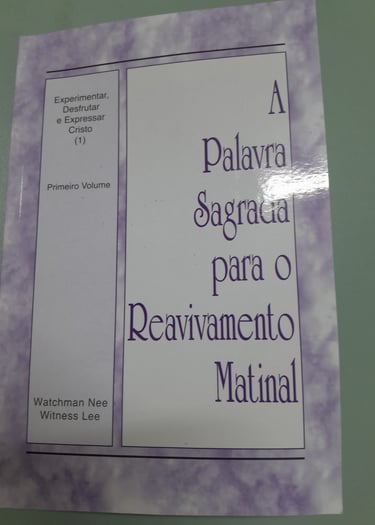 Experimentar,
Desfrutar
e Expressar
Cristo
(1)
Primeiro Volume
Watchman Nee
Witness Lee
A
Palavra
Sagrada
para o
Reavivamento
Matinal